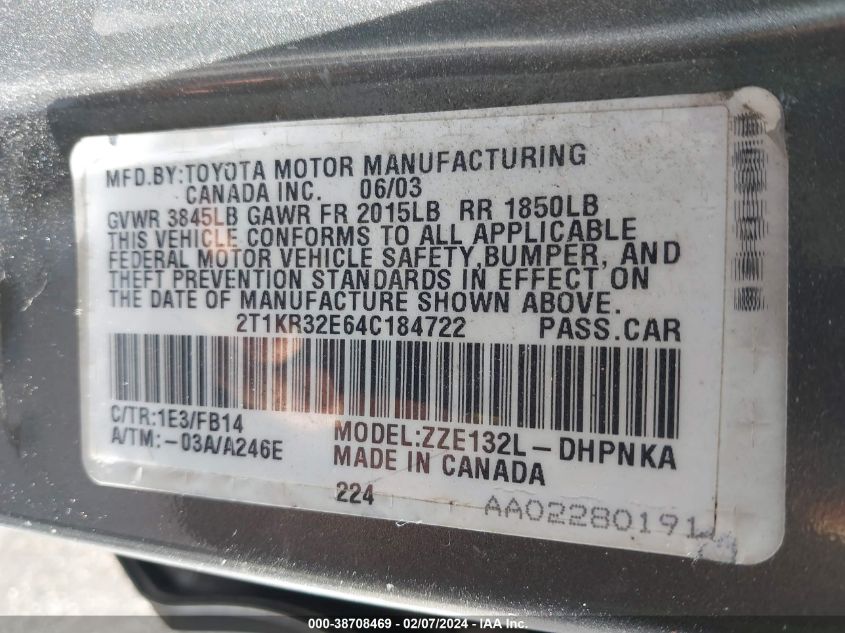 MFD.BY:TOYOTA MOTOR MANUFACTURING
CANADA INC. 06/03
GVWR 3845LB GAWR FR 2015LB RR 1850LB
THIS VEHICLE CONFORMS TO ALL APPLICABLE
FEDERAL MOTOR VEHICLE SAFETY,BUMPER, AND
THEFT PREVENTION STANDARDS IN EFFECT ON
THE DATE OF MANUFACTURE SHOWN ABOVE.
2T1KR32E64C184722 PASS.CAR
C/TR:1E3/FB14
A/TM:-03A/A246E
MODEL:ZZE132L-DHPNKA
MADE IN CANADA
224
AA02280191
000-38708469 - 02/07/2024 - IAA Inc.